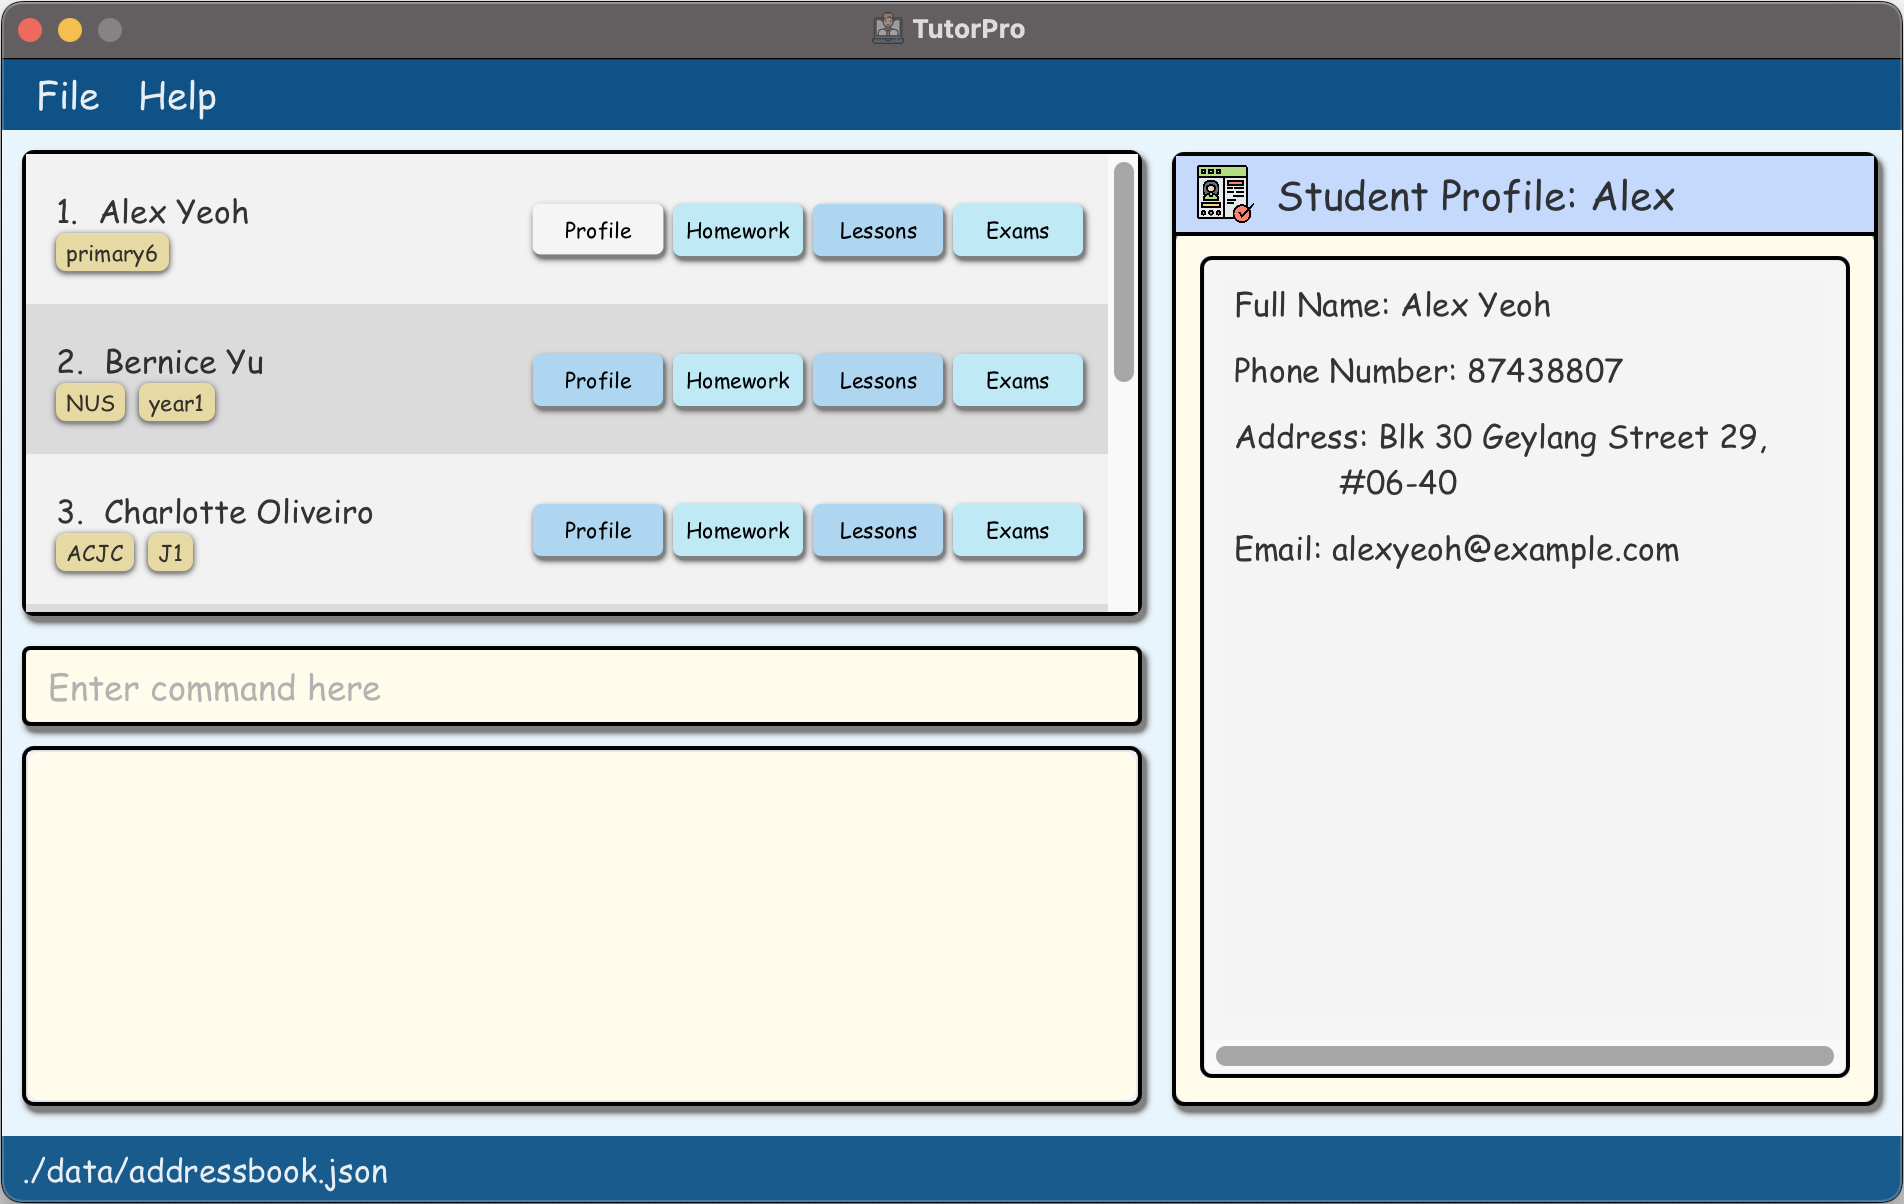 TutorPro
File Help
1. Alex Yeoh
primary6
Profile Homework Lessons Exams
2. Bernice Yu
NUS year1
Profile Homework Lessons Exams
3. Charlotte Oliveiro
ACJC J1
Profile Homework Lessons Exams
Enter command here
Student Profile: Alex
Full Name: Alex Yeoh
Phone Number: 87438807
Address: Blk 30 Geylang Street 29,
#06-40
Email: alexyeoh@example.com
./data/addressbook.json